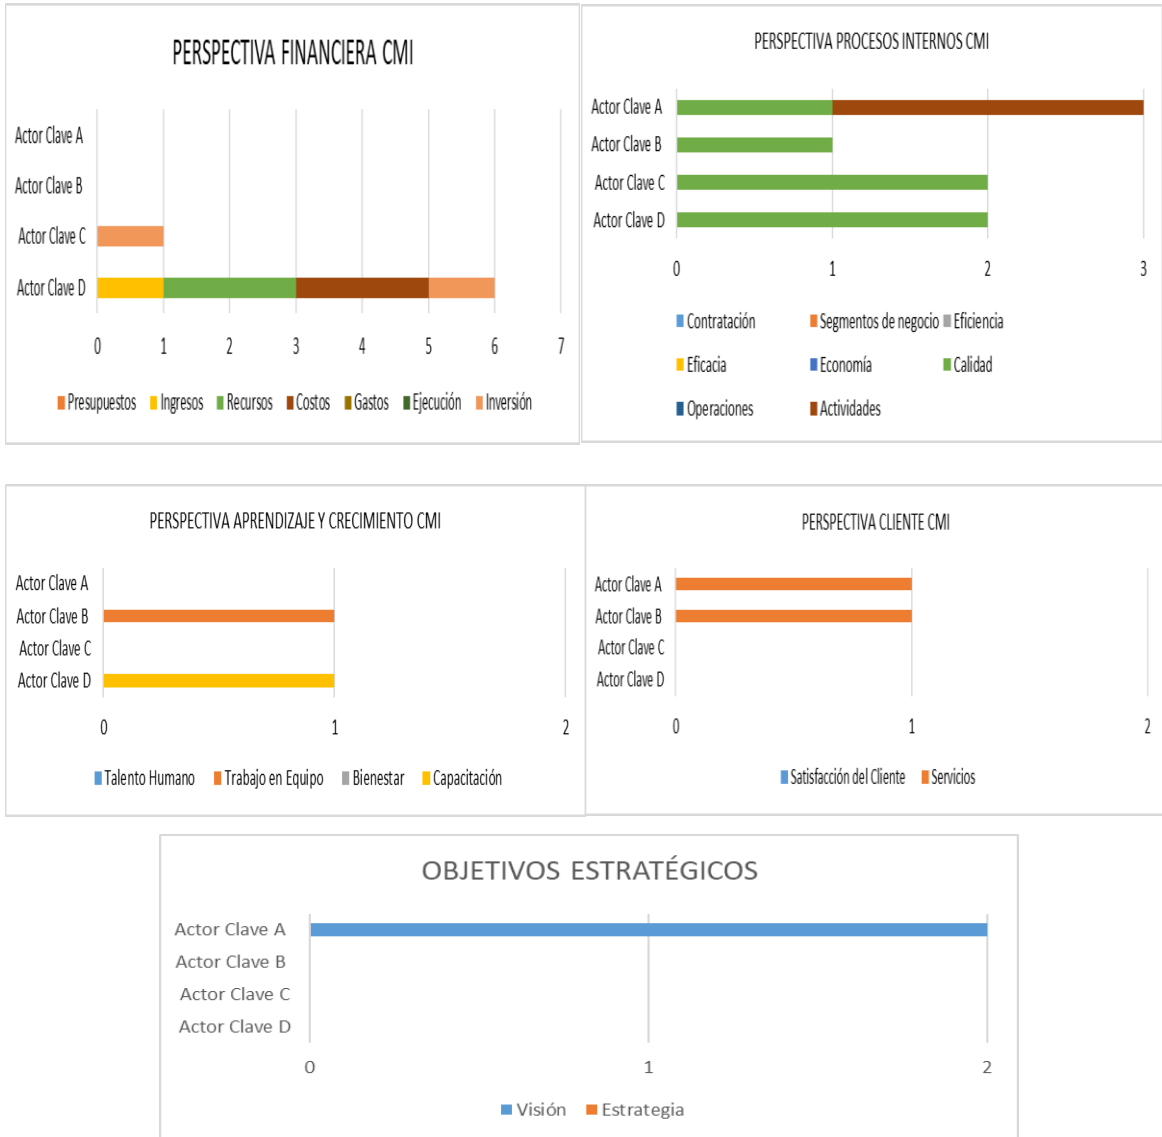 PERSPECTIVA FINANCIERA CMI
Actor Clave A
Actor Clave B
Actor Clave C
Actor Clave D
0 1 2 3 4 5 6 7
Presupuestos Ingresos Recursos Costos Gastos Ejecución Inversión
PERSPECTIVA PROCESOS INTERNOS CMI
Actor Clave A
Actor Clave B
Actor Clave C
Actor Clave D
0 1 2 3
Contratación Segmentos de negocio Eficiencia
Eficacia Economía Calidad
Operaciones Actividades
PERSPECTIVA APRENDIZAJE Y CRECIMIENTO CMI
Actor Clave A
Actor Clave B
Actor Clave C
Actor Clave D
0 1 2
Talento Humano Trabajo en Equipo Bienestar Capacitación
PERSPECTIVA CLIENTE CMI
Actor Clave A
Actor Clave B
Actor Clave C
Actor Clave D
0 1 2
Satisfacción del Cliente Servicios
OBJETIVOS ESTRATÉGICOS
Actor Clave A
Actor Clave B
Actor Clave C
Actor Clave D
0 1 2
Visión Estrategia